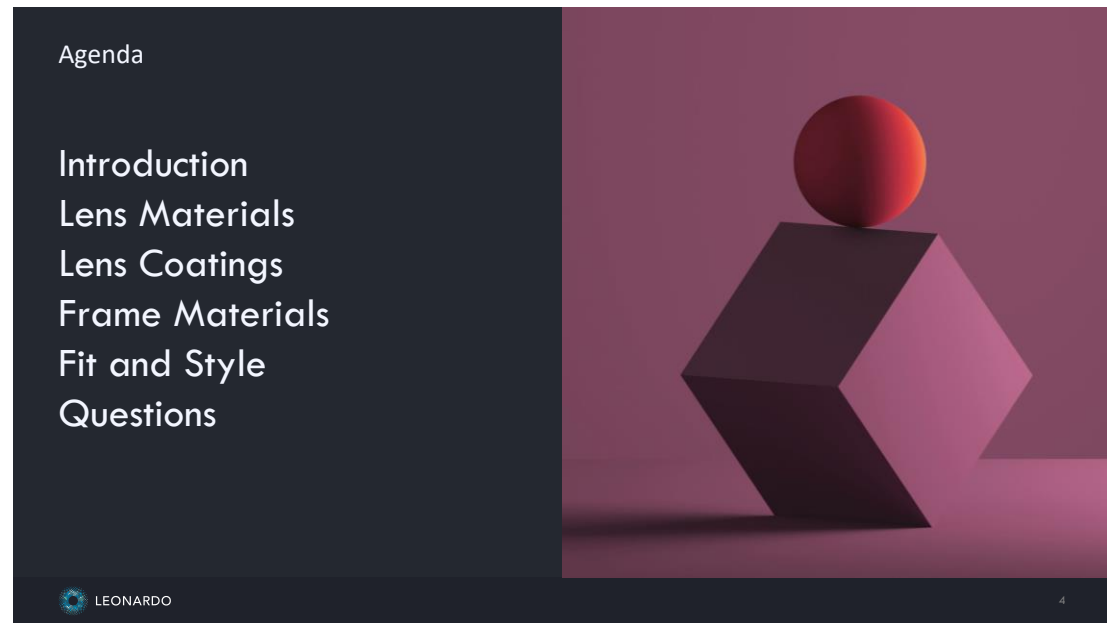 Agenda
Introduction
Lens Materials
Lens Coatings
Frame Materials
Fit and Style
Questions
LEONARDO
4